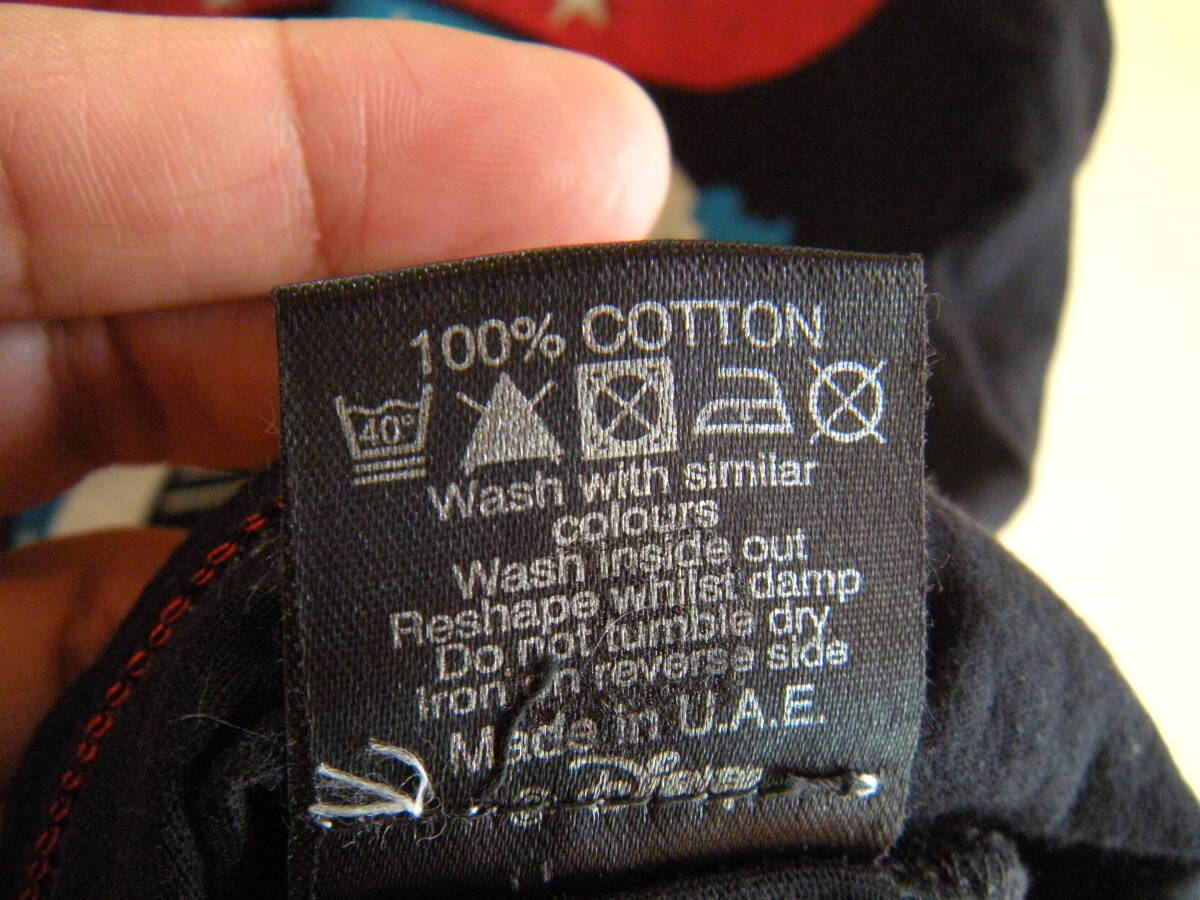 100% COTTON
40°
Wash with similar
colours
Wash inside out
Reshape whilst damp
Do not tumble dry
Iron on reverse side
Made in U.A.E.
© Disney